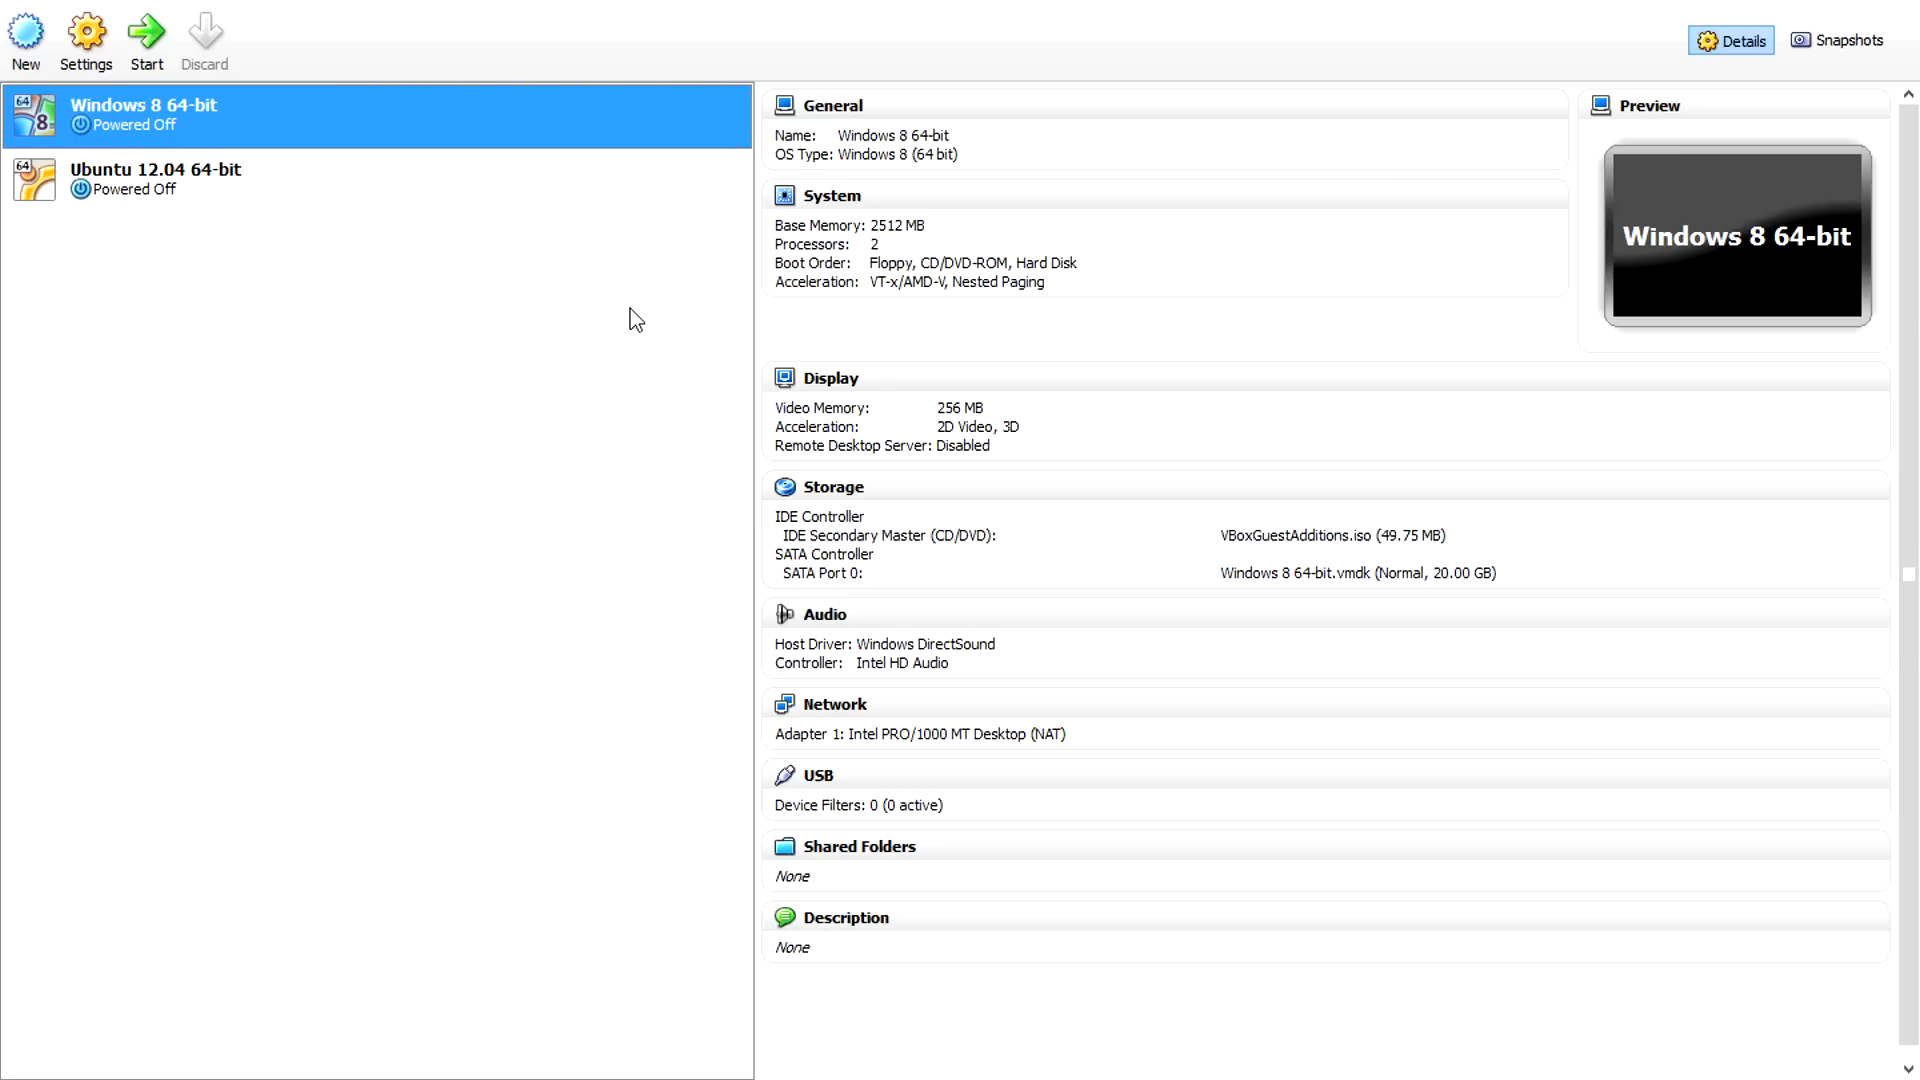 New
Settings
Start
Discard
Details
Snapshots
64
8
Windows 8 64-bit
Powered Off
64
Ubuntu 12.04 64-bit
Powered Off
General
Name: Windows 8 64-bit
OS Type: Windows 8 (64 bit)
System
Base Memory: 2512 MB
Processors: 2
Boot Order: Floppy, CD/DVD-ROM, Hard Disk
Acceleration: VT-x/AMD-V, Nested Paging
Preview
Windows 8 64-bit
Display
Video Memory: 256 MB
Acceleration: 2D Video, 3D
Remote Desktop Server: Disabled
Storage
IDE Controller
IDE Secondary Master (CD/DVD): VBoxGuestAdditions.iso (49.75 MB)
SATA Controller
SATA Port 0: Windows 8 64-bit.vmdk (Normal, 20.00 GB)
Audio
Host Driver: Windows DirectSound
Controller: Intel HD Audio
Network
Adapter 1: Intel PRO/1000 MT Desktop (NAT)
USB
Device Filters: 0 (0 active)
Shared Folders
None
Description
None